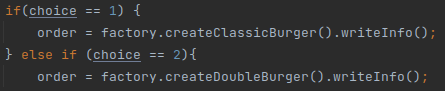 if(choice == 1) {
    order = factory.createClassicBurger().writeInfo();
} else if (choice == 2){
    order = factory.createDoubleBurger().writeInfo();